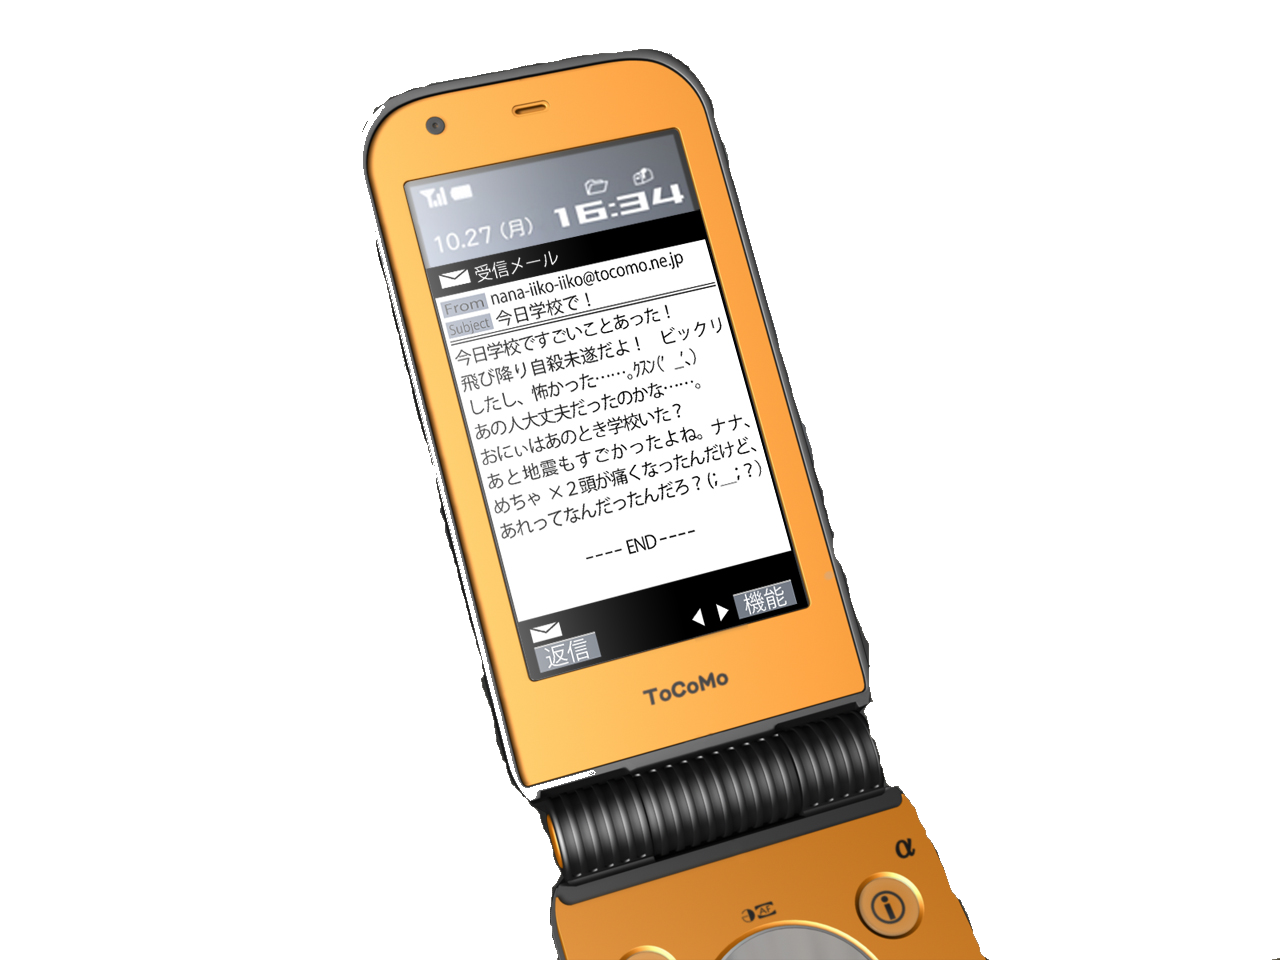 16:34
10.27 (月)
受信メール
From nana-iiko-iiko@tocomo.ne.jp
Subject 今日学校で!
今日学校ですごいことあった!
飛び降り自殺未遂だよ! ビックリ
したし、怖かった……。クスン(′_、`)
あの人大丈夫だったのかな……。
おにぃはあのとき学校いた?
あと地震もすごかったよね。ナナ、
めちゃ×2頭が痛くなったんだけど、
あれってなんだったんだろ?(;__;?)
----END----
返信 機能
ToCoMo
α
AF
i